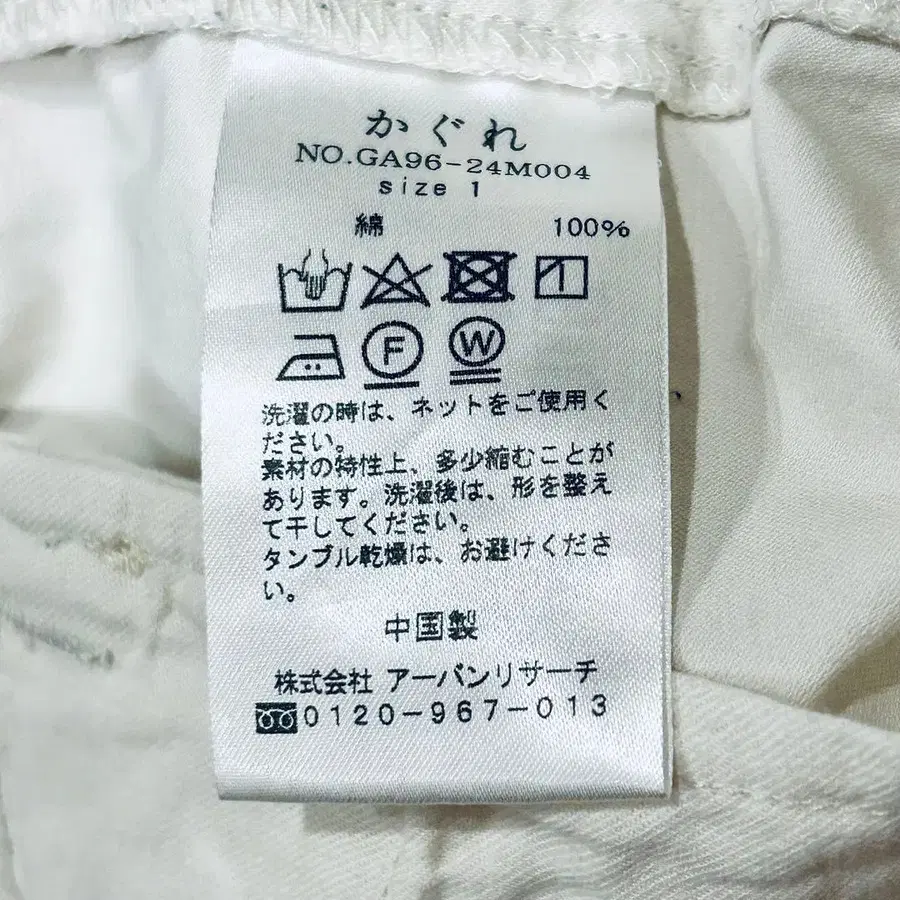 かぐれ
NO.GA96-24M004
size 1
綿 100%
F W
洗濯の時は、ネットをご使用く
ださい。
素材の特性上、多少縮むことが
あります。洗濯後は、形を整え
て干してください。
タンブル乾燥は、お避けくださ
い。
中国製
株式会社 アーバンリサーチ
0120-967-013